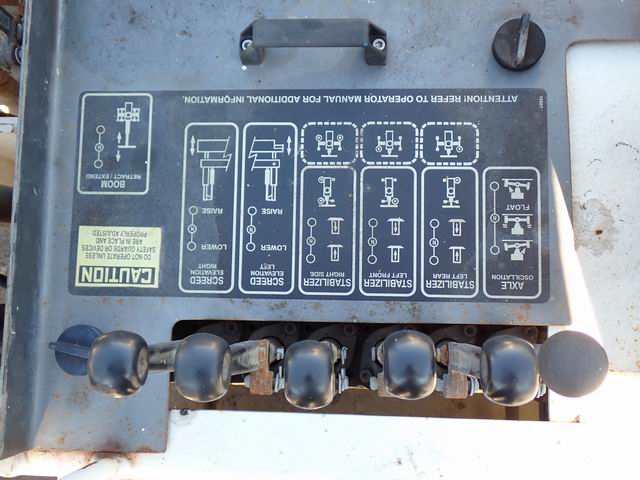 AXLE
OSCILLATION
N
FLOAT
STABILIZER
LEFT REAR
N
STABILIZER
LEFT FRONT
N
STABILIZER
RIGHT SIDE
N
SCREED
ELEVATION
LEFT
LOWER
N
RAISE
SCREED
ELEVATION
RIGHT
LOWER
N
RAISE
CAUTION
DO NOT OPERATE UNLESS
SAFETY GUARDS OR DEVICES
ARE IN PLACE AND
PROPERLY ADJUSTED
BOOM
RETRACT/EXTEND
N
ATTENTION! REFER TO OPERATOR MANUAL FOR ADDITIONAL INFORMATION.